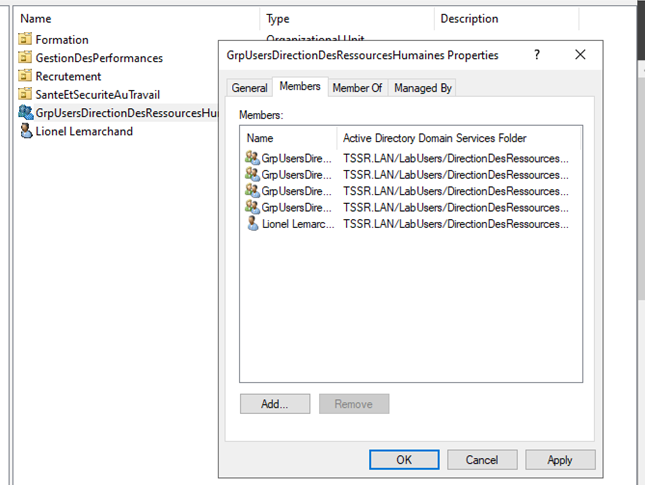 Name Type Description
Formation Organizational Unit
GestionDesPerformances
Recrutement
SanteEtSecuriteAuTravail
GrpUsersDirectionDesRessourcesHu
Lionel Lemarchand
GrpUsersDirectionDesRessourcesHumaines Properties ? ×
General Members Member Of Managed By
Members:
Name Active Directory Domain Services Folder
GrpUsersDire... TSSR.LAN/LabUsers/DirectionDesRessources...
GrpUsersDire... TSSR.LAN/LabUsers/DirectionDesRessources...
GrpUsersDire... TSSR.LAN/LabUsers/DirectionDesRessources...
GrpUsersDire... TSSR.LAN/LabUsers/DirectionDesRessources...
Lionel Lemarc... TSSR.LAN/LabUsers/DirectionDesRessources...
Add... Remove
OK Cancel Apply